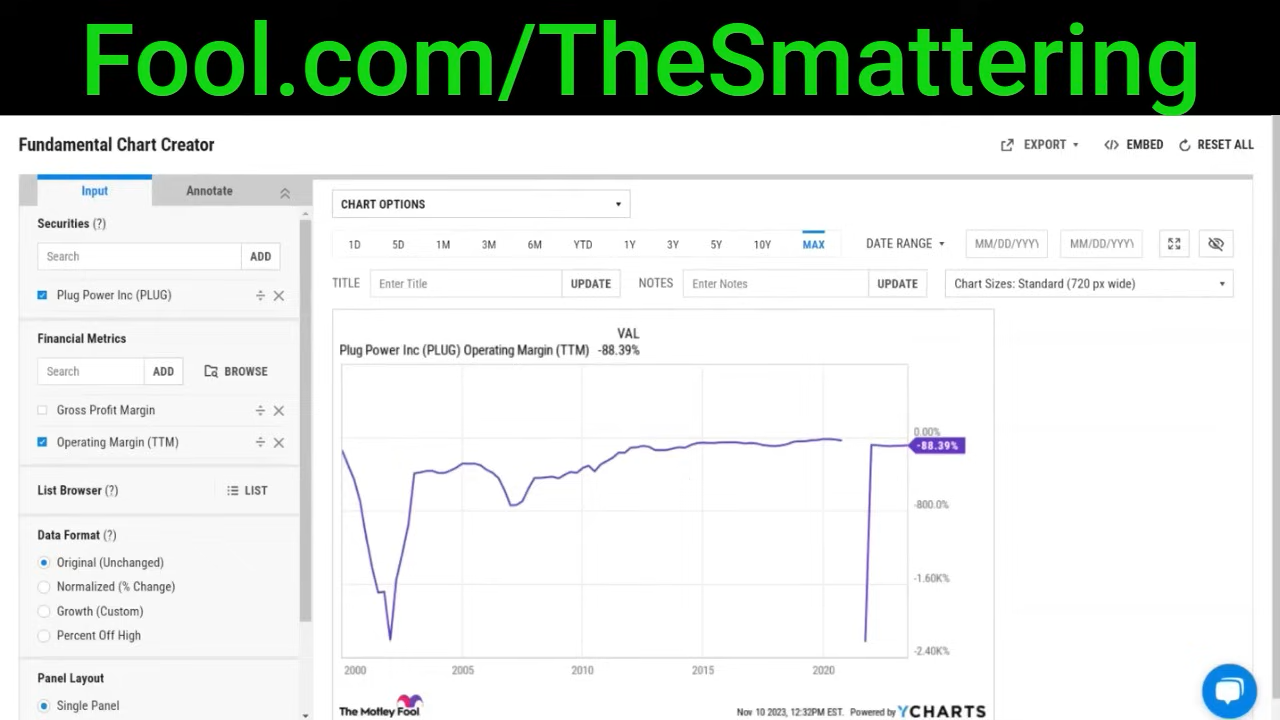 Fool.com/TheSmattering
Fundamental Chart Creator
EXPORT
EMBED
RESET ALL
Input
Annotate
Securities (?)
Search
ADD
Plug Power Inc (PLUG)
Financial Metrics
Search
ADD
BROWSE
Gross Profit Margin
Operating Margin (TTM)
List Browser (?)
LIST
Data Format (?)
Original (Unchanged)
Normalized (% Change)
Growth (Custom)
Percent Off High
Panel Layout
Single Panel
CHART OPTIONS
1D 5D 1M 3M 6M YTD 1Y 3Y 5Y 10Y MAX
DATE RANGE
MM/DD/YYYY
MM/DD/YYYY
TITLE
Enter Title
UPDATE
NOTES
Enter Notes
UPDATE
Chart Sizes: Standard (720 px wide)
VAL
Plug Power Inc (PLUG) Operating Margin (TTM) -88.39%
0.00%
-88.39%
-800.0%
-1.60K%
-2.40K%
2000 2005 2010 2015 2020
The Motley Fool
Nov 10 2023, 12:32PM EST. Powered by YCHARTS